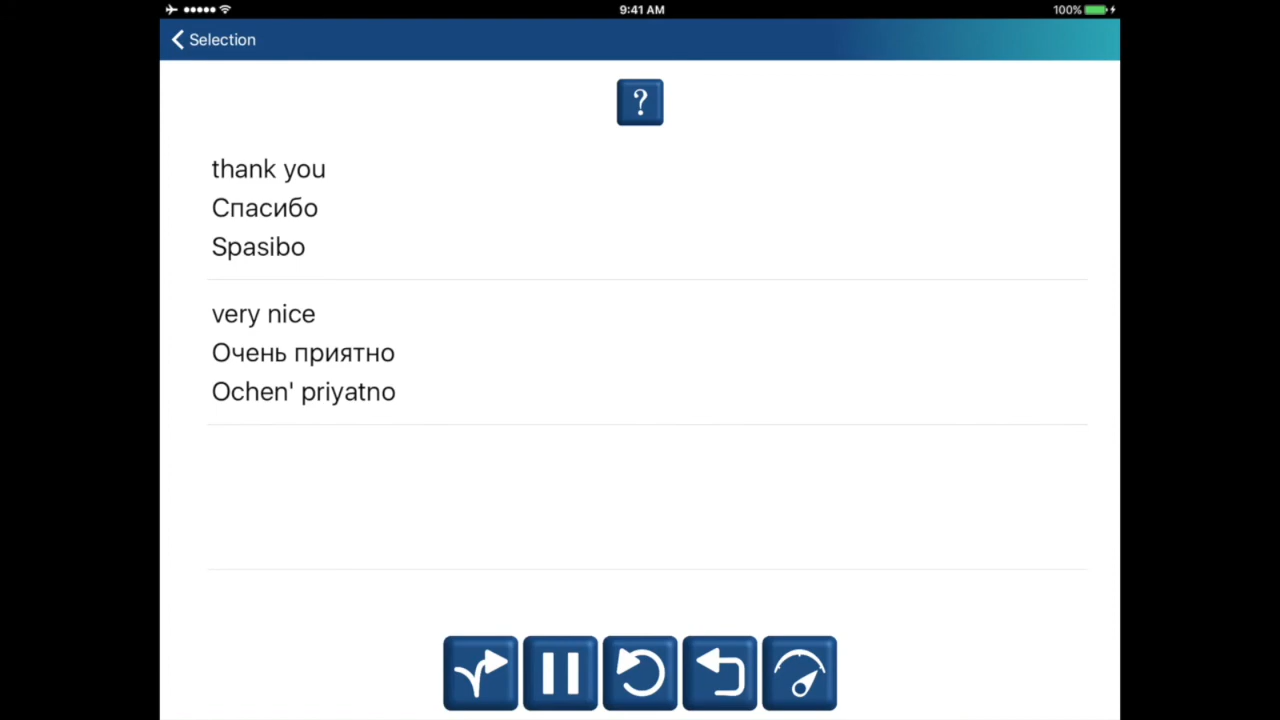 9:41 AM
100%
Selection
?
thank you
Спасибо
Spasibo
very nice
Очень приятно
Ochen' priyatno